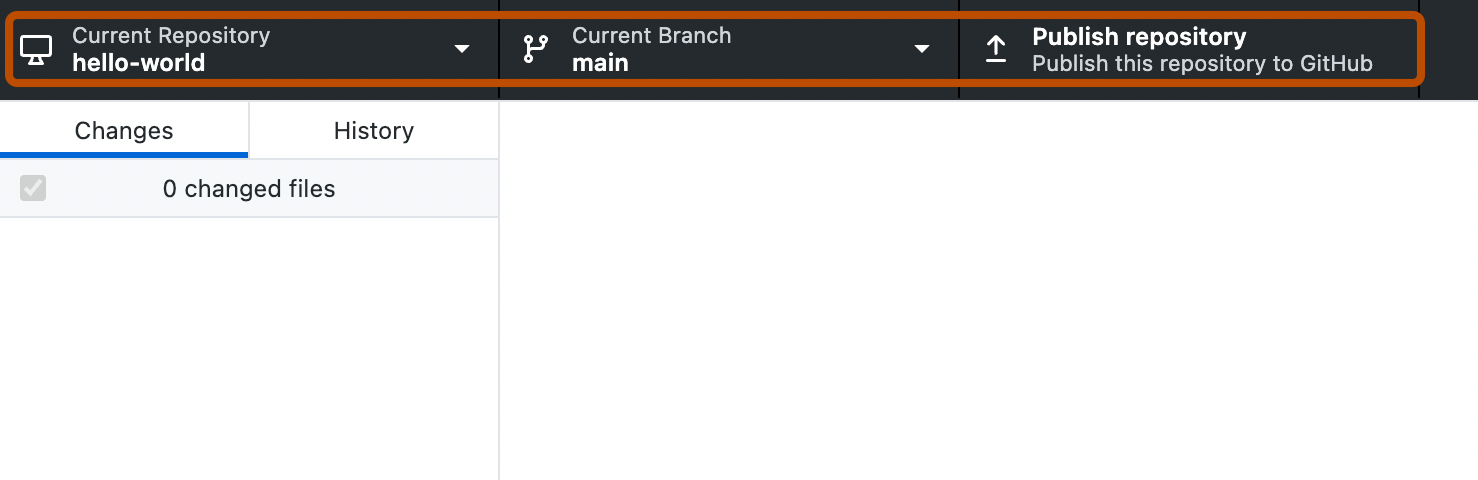 Current Repository
hello-world
Current Branch
main
Publish repository
Publish this repository to GitHub
Changes
History
0 changed files